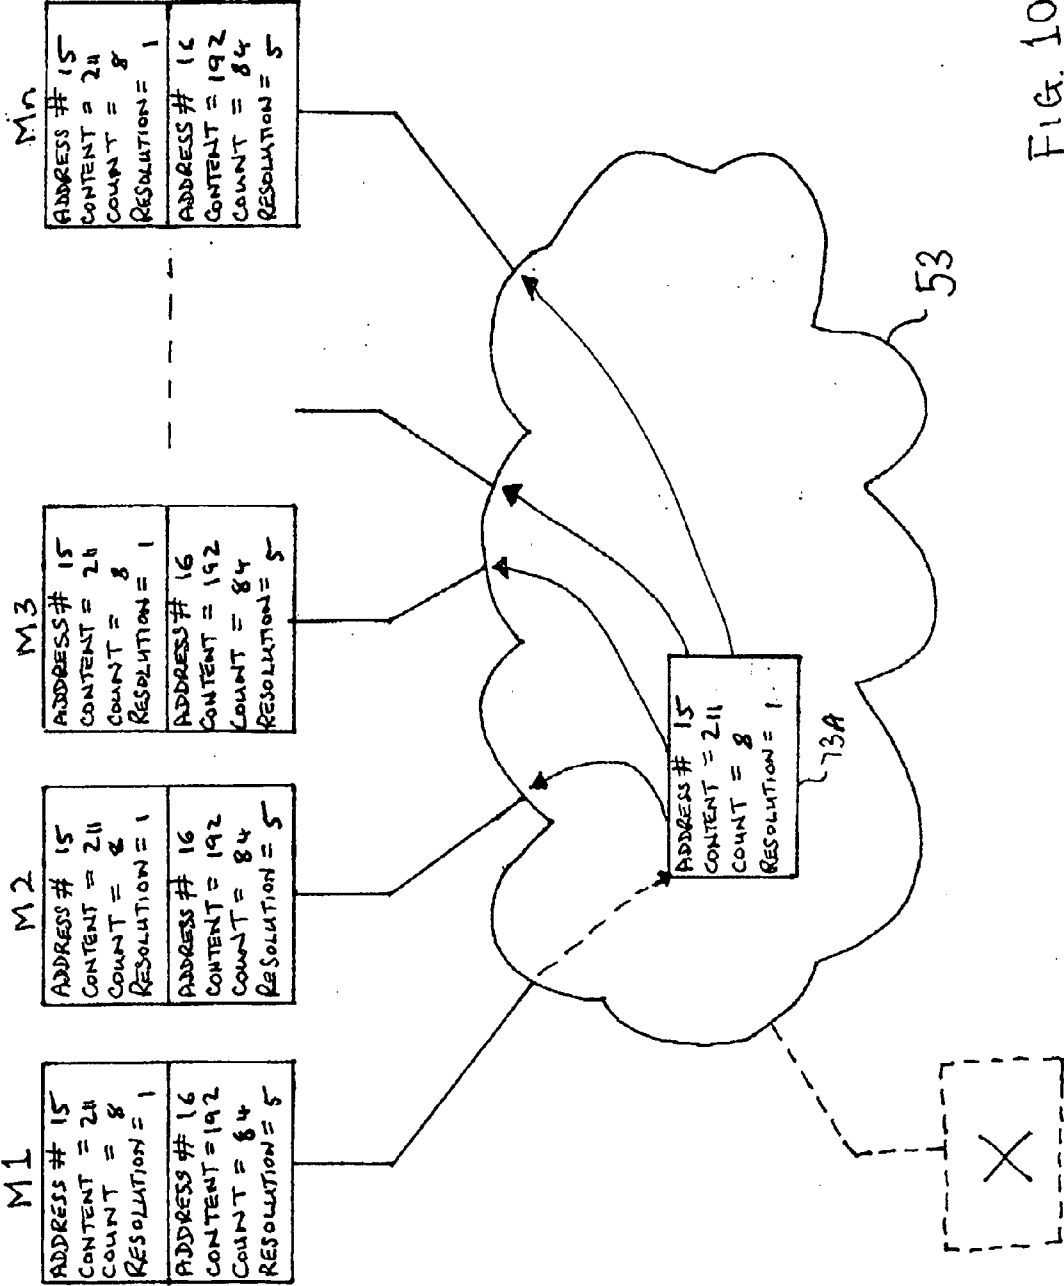 M1
ADDRESS # 15
CONTENT = 211
COUNT = 8
RESOLUTION = 1
ADDRESS # 16
CONTENT = 192
COUNT = 84
RESOLUTION = 5
M2
ADDRESS # 15
CONTENT = 211
COUNT = 8
RESOLUTION = 1
ADDRESS # 16
CONTENT = 192
COUNT = 84
RESOLUTION = 5
M3
ADDRESS # 15
CONTENT = 211
COUNT = 8
RESOLUTION = 1
ADDRESS # 16
CONTENT = 192
COUNT = 84
RESOLUTION = 5
Mn
ADDRESS # 15
CONTENT = 211
COUNT = 8
RESOLUTION = 1
ADDRESS # 16
CONTENT = 192
COUNT = 84
RESOLUTION = 5
ADDRESS # 15
CONTENT = 211
COUNT = 8
RESOLUTION = 1
73A
53
X
FIG. 10